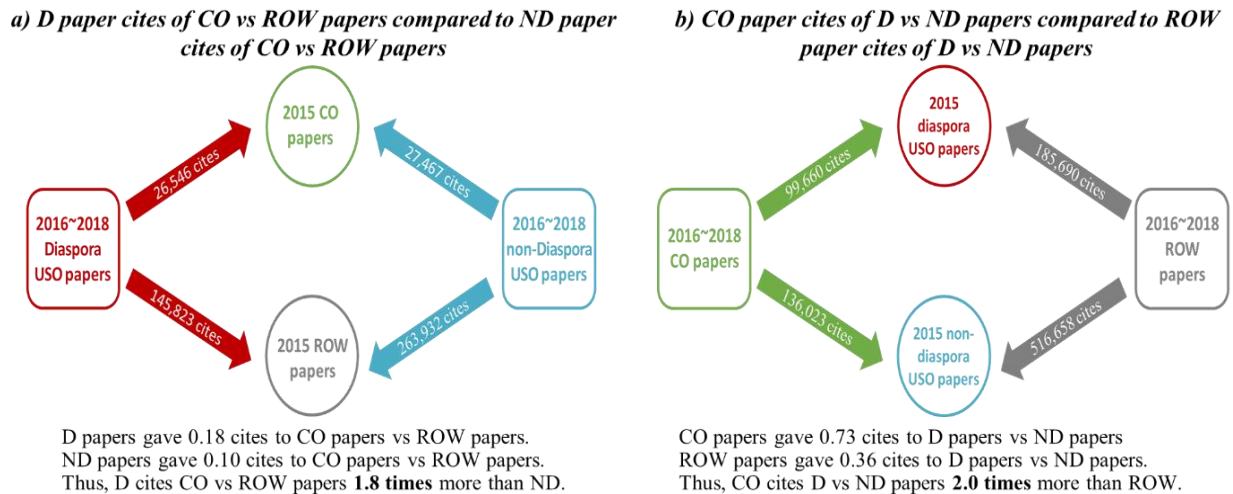 a) D paper cites of CO vs ROW papers compared to ND paper
cites of CO vs ROW papers
2015 CO
papers
26,546 cites
27,467 cites
2016~2018
Diaspora
USO papers
2016~2018
non-Diaspora
USO papers
145,823 cites
263,932 cites
2015 ROW
papers
D papers gave 0.18 cites to CO papers vs ROW papers.
ND papers gave 0.10 cites to CO papers vs ROW papers.
Thus, D cites CO vs ROW papers 1.8 times more than ND.
b) CO paper cites of D vs ND papers compared to ROW
paper cites of D vs ND papers
2015
diaspora
USO papers
99,660 cites
185,690 cites
2016~2018
CO papers
2016~2018
ROW
papers
136,023 cites
516,658 cites
2015 non-
diaspora
USO papers
CO papers gave 0.73 cites to D papers vs ND papers
ROW papers gave 0.36 cites to D papers vs ND papers.
Thus, CO cites D vs ND papers 2.0 times more than ROW.